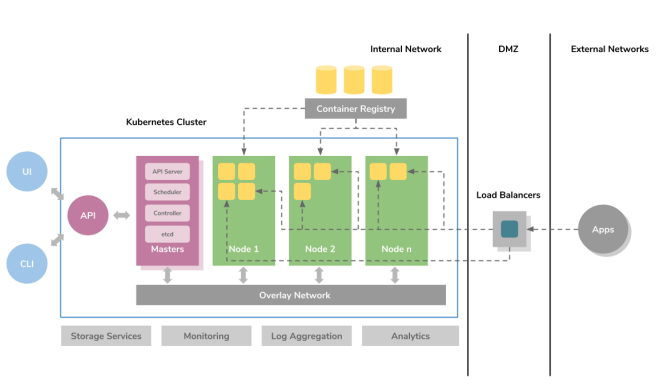 Internal Network
DMZ
External Networks
Container Registry
Kubernetes Cluster
UI
API
CLI
API Server
Scheduler
Controller
etcd
Masters
Node 1
Node 2
Node n
Load Balancers
Apps
Overlay Network
Storage Services
Monitoring
Log Aggregation
Analytics